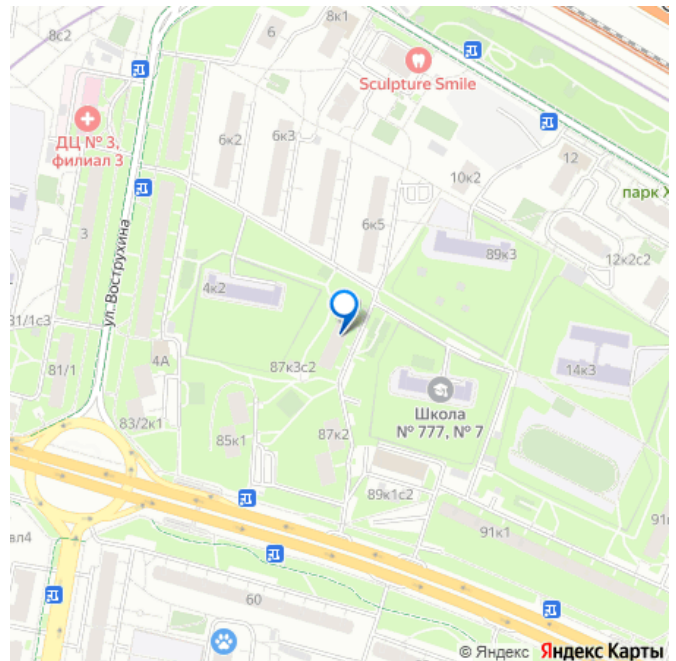 8с2
6
8к1
Sculpture Smile
ДЦ № 3,
филиал 3
6к2
6к3
10к2
12
парк Х
6к5
3
ул. Вострухина
89к3
12к2с2
4к2
81/1с3
4А
87к3с2
14к3
81/1
Школа
№ 777, № 7
83/2к1
85к1
87к2
89к1с2
91к1
91к
вл4
60
© Яндекс Яндекс Карты